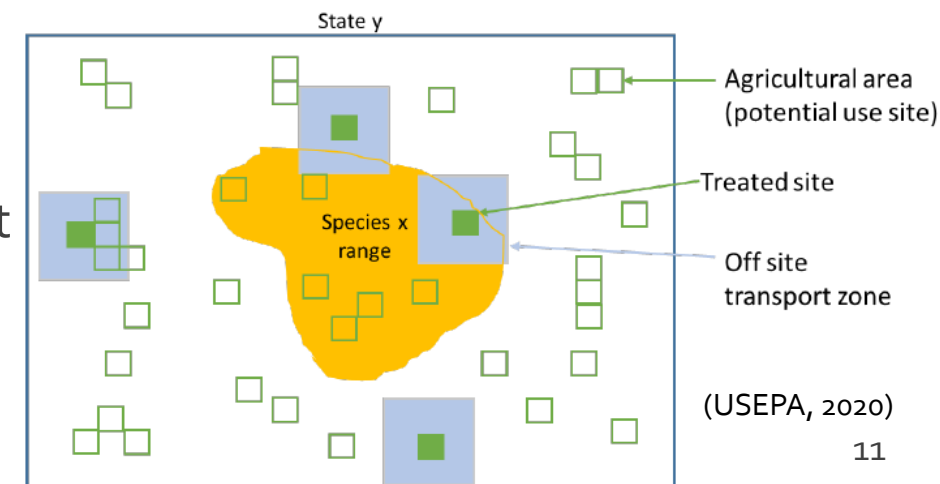 State y
Agricultural area
(potential use site)
Treated site
t
Species x
range
Off site
transport zone
(USEPA, 2020)
11